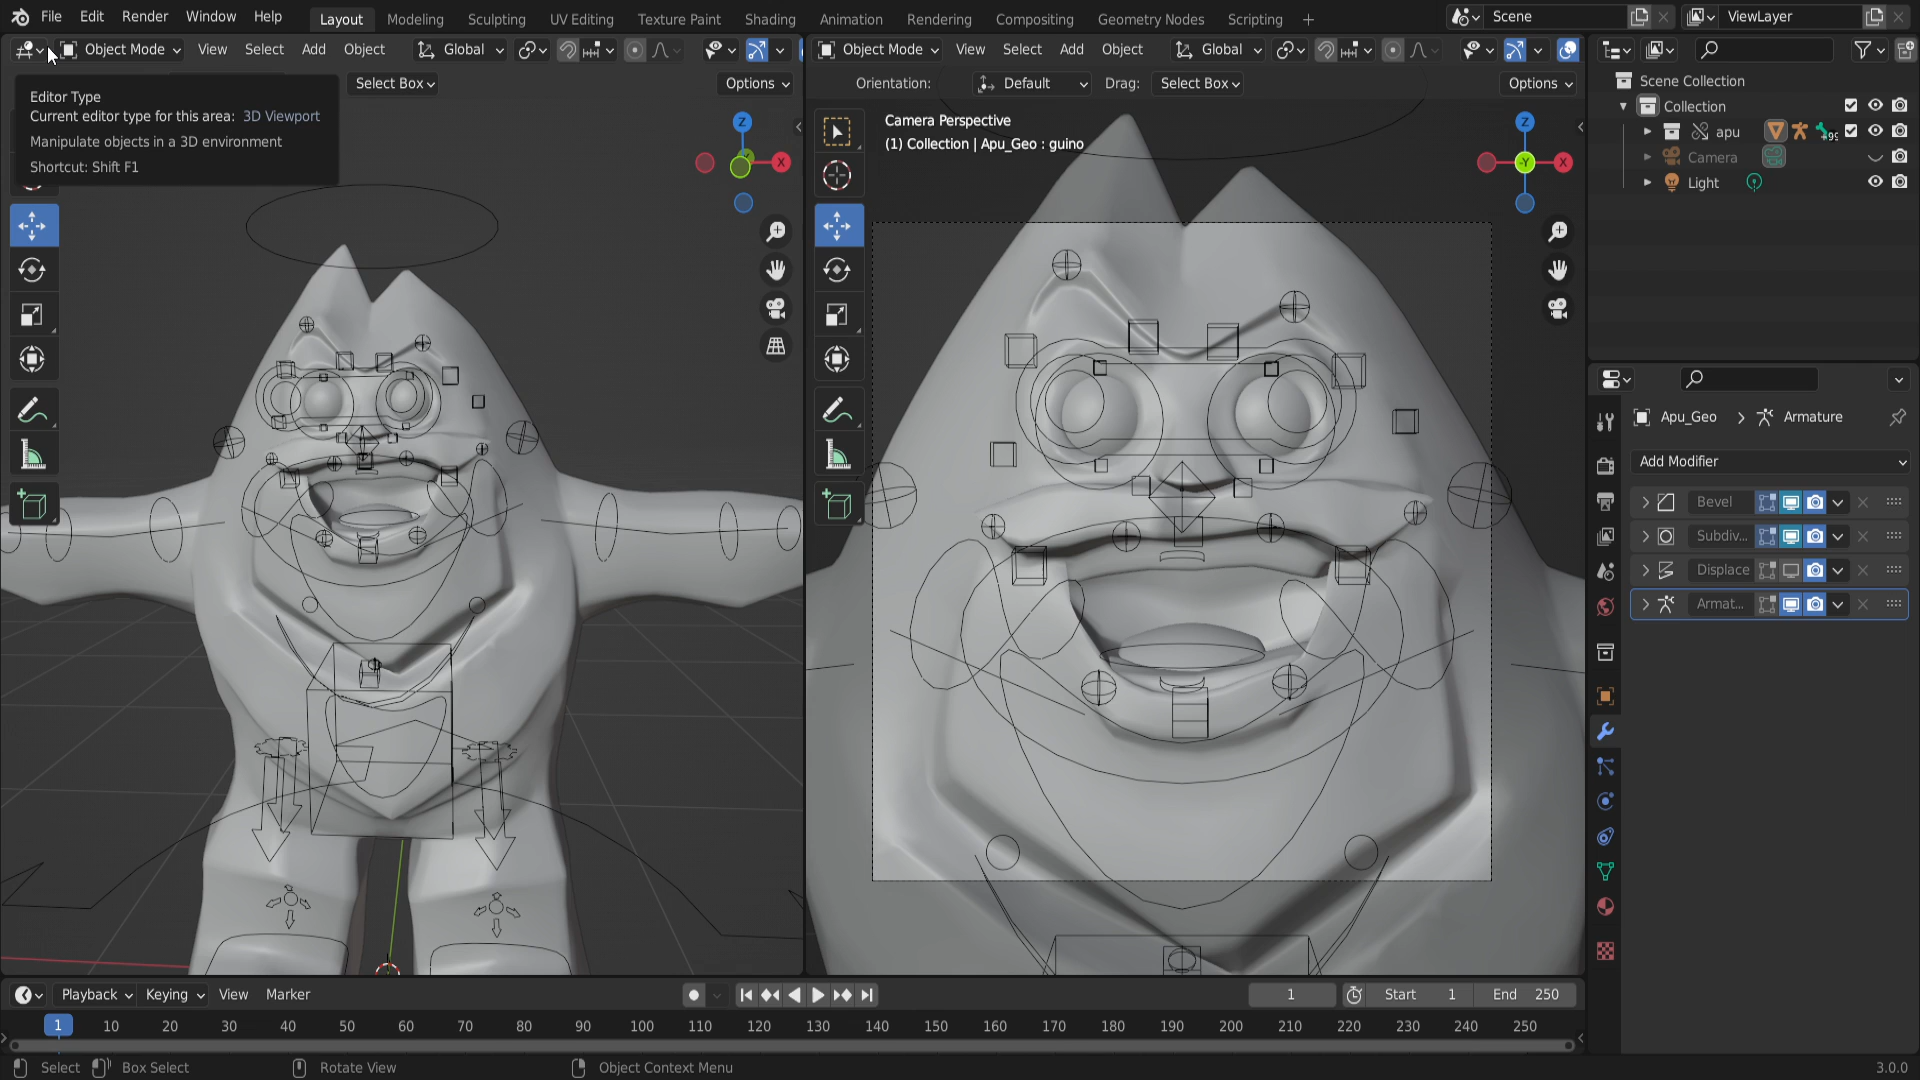 File Edit Render Window Help Layout Modeling Sculpting UV Editing Texture Paint Shading Animation Rendering Compositing Geometry Nodes Scripting + Scene ViewLayer
Object Mode View Select Add Object Global Object Mode View Select Add Object Global
Select Box Options Orientation: Default Drag: Select Box Options
Editor Type
Current editor type for this area: 3D Viewport
Manipulate objects in a 3D environment
Shortcut: Shift F1
Z
X
Camera Perspective
(1) Collection | Apu_Geo : guino
Z
-Y
X
Scene Collection
Collection
apu +99
Camera
Light
Apu_Geo > Armature
Add Modifier
Bevel
Subdiv...
Displace
Armat...
Playback Keying View Marker 1 Start 1 End 250
1 10 20 30 40 50 60 70 80 90 100 110 120 130 140 150 160 170 180 190 200 210 220 230 240 250
Select Box Select Rotate View Object Context Menu 3.0.0